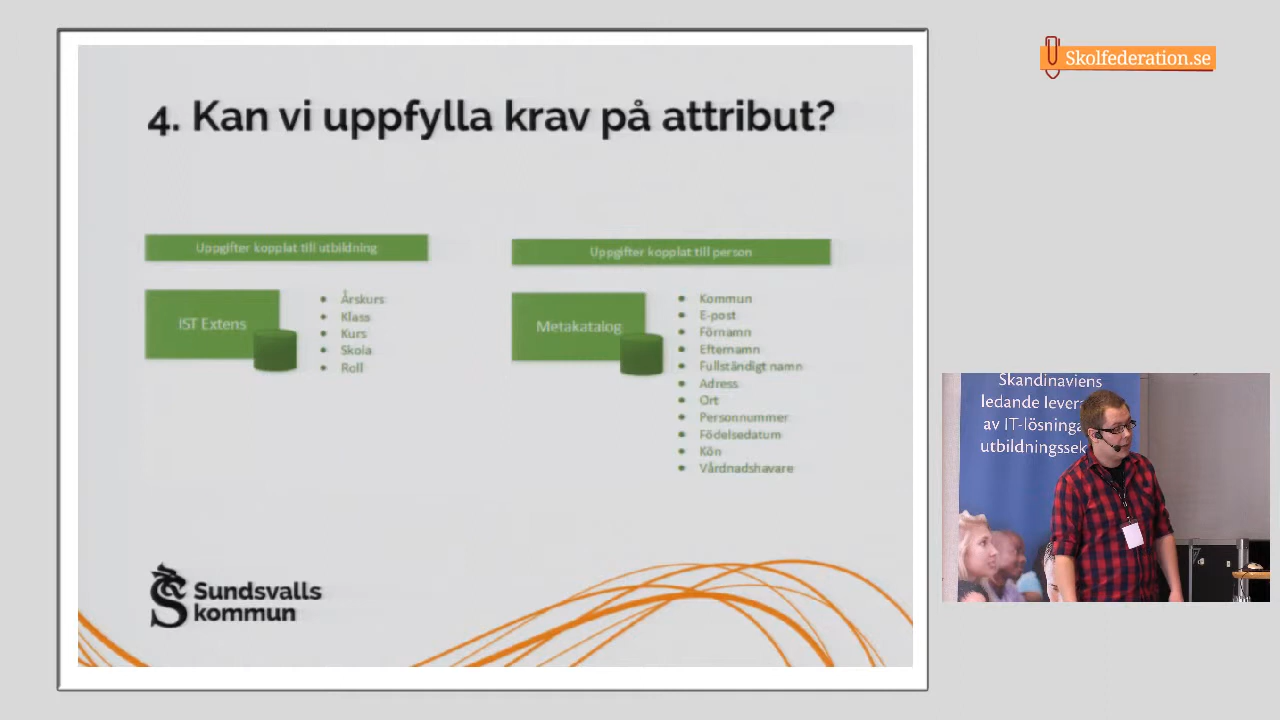 Skolfederation.se
4. Kan vi uppfylla krav på attribut?
Uppgifter kopplat till utbildning
IST Extens
Årskurs
Klass
Kurs
Skola
Roll
Uppgifter kopplat till person
Metakatalog
Kommun
E-post
Förnamn
Efternamn
Fullständigt namn
Adress
Ort
Personnummer
Födelsedatum
Kön
Vårdnadshavare
Sundsvalls
kommun
Skandinaviens
ledande levera
av IT-lösninga
utbildningssek